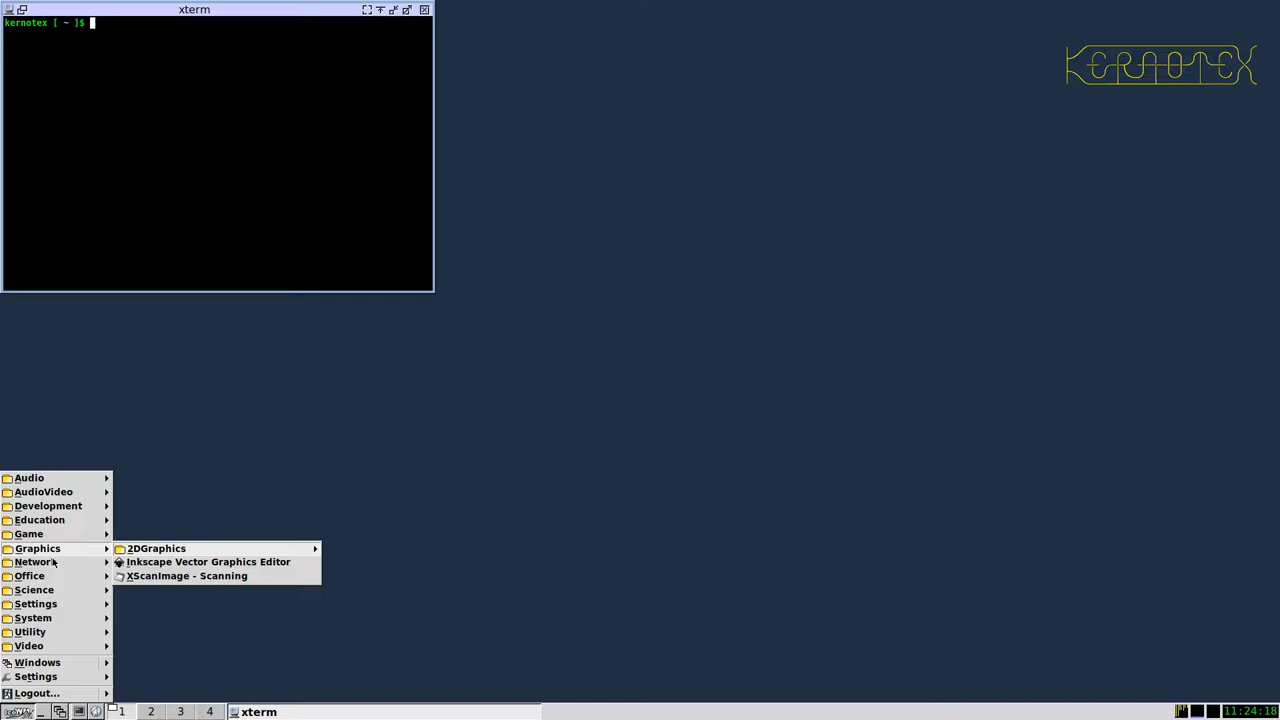 xterm
kernotex [ ~ ]$
KERNOTEX
Audio
AudioVideo
Development
Education
Game
Graphics
2DGraphics
Network
Inkscape Vector Graphics Editor
Office
XScanImage - Scanning
Science
Settings
System
Utility
Video
Windows
Settings
Logout...
1 2 3 4 xterm 11:24:18